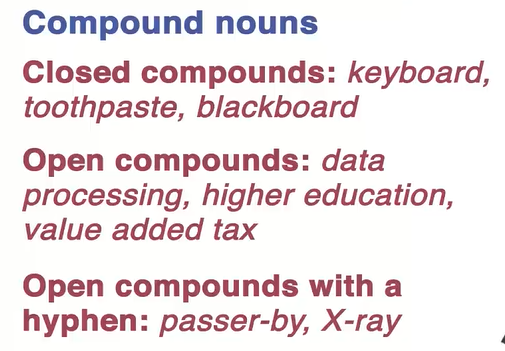 Compound nouns
Closed compounds: keyboard,
toothpaste, blackboard
Open compounds: data
processing, higher education,
value added tax
Open compounds with a
hyphen: passer-by, X-ray